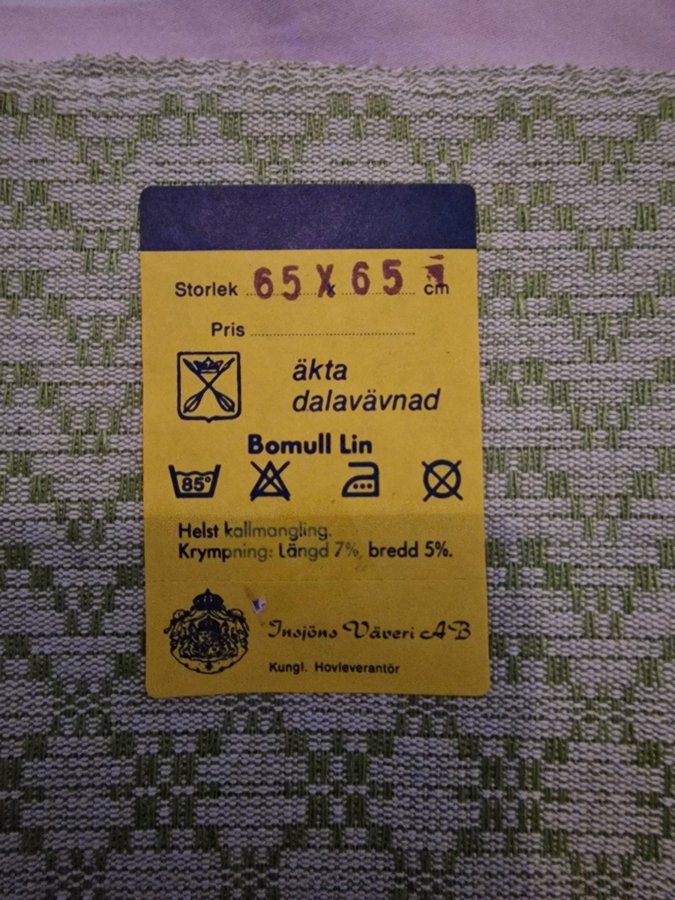 Storlek 65 X 65 cm
Pris
äkta
dalavävnad
Bomull Lin
85°
Helst kallmangling.
Krympning: Längd 7%, bredd 5%.
Insjöns Väveri AB
Kungl. Hovleverantör